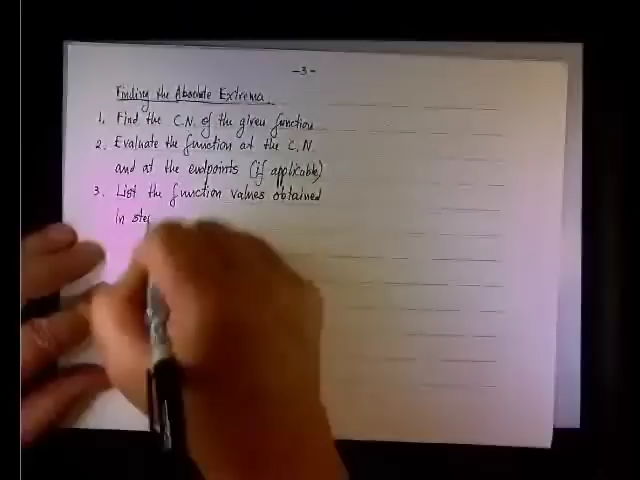 -3-
Finding the Absolute Extrema.
1. Find the C.N. of the given function
2. Evaluate the function at the C.N.
and at the endpoints (if applicable)
3. List the function values obtained
in step